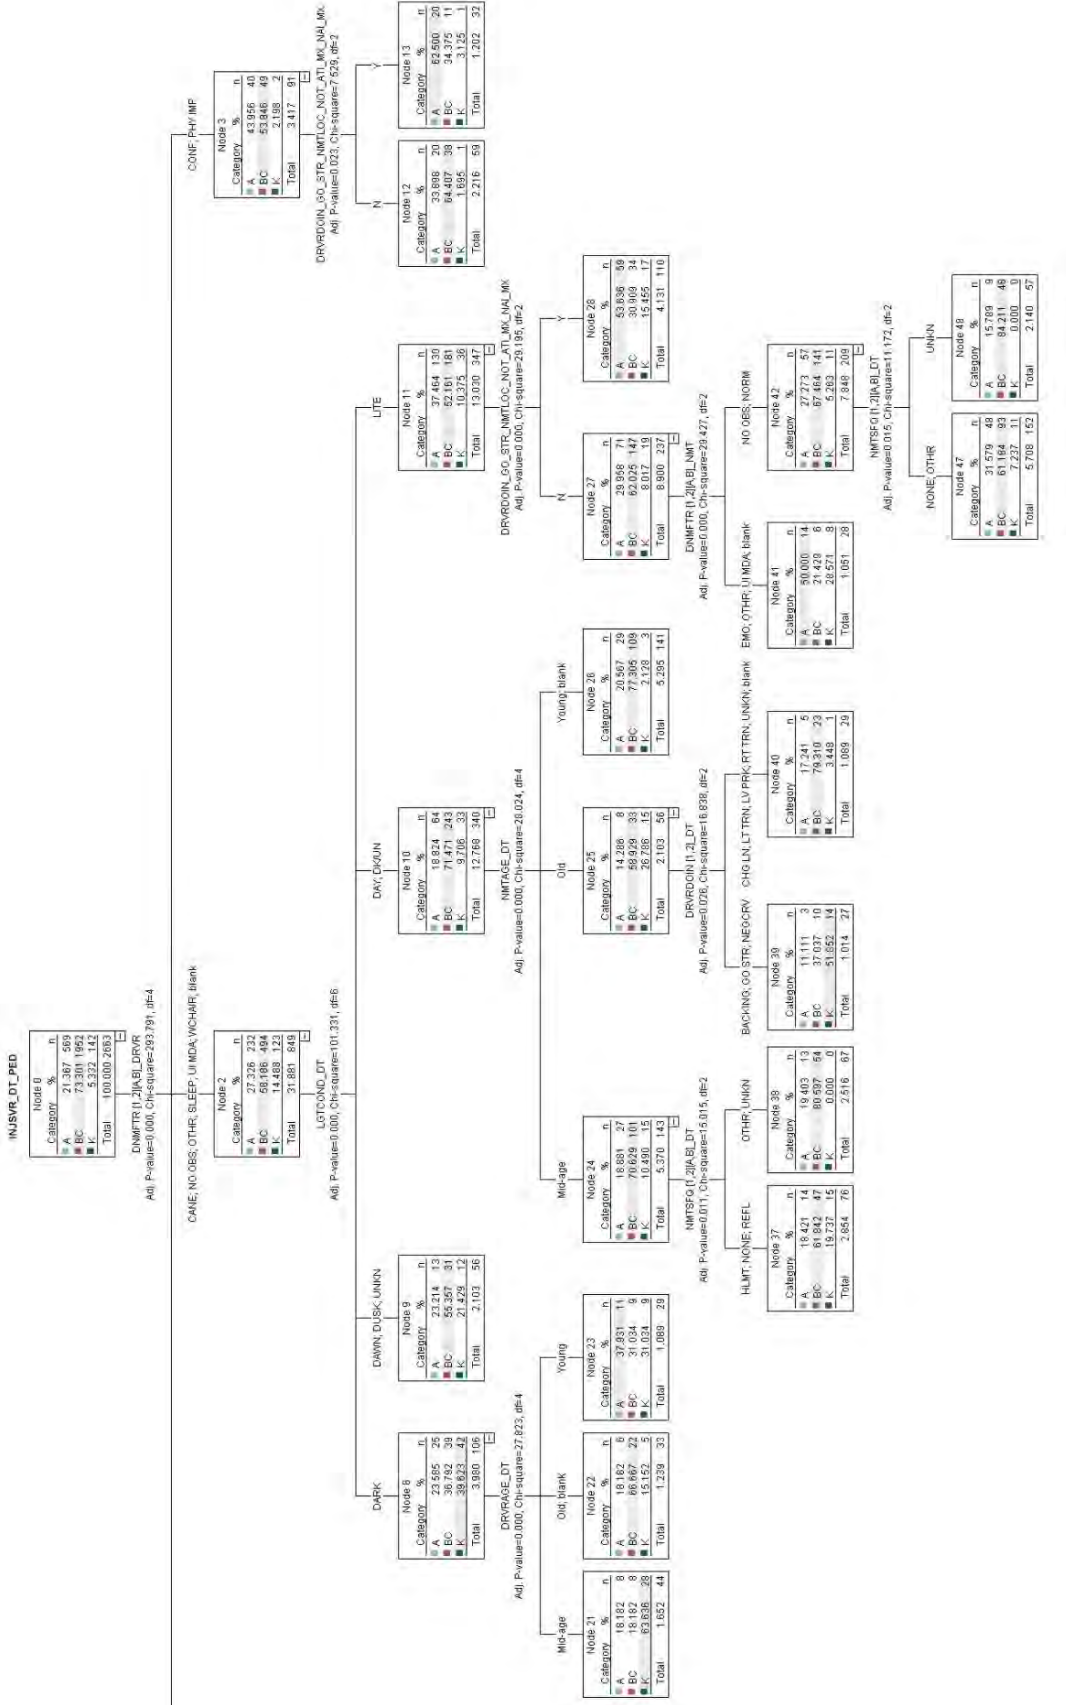 INJSVR_DT_PED
Node 0
Category % n
A 21.367 569
BC 73.301 1952
K 5.332 142
Total 100.000 2663
DNMFTR [1,2][A,B]_DRVR
Adj. P-value=0.000, Chi-square=293.791, df=4
CANE; NO OBS; OTHR; SLEEP; UI MDA; WCHAIR; blank
Node 2
Category % n
A 27.326 232
BC 58.186 494
K 14.488 123
Total 31.881 849
LGTCOND_DT
Adj. P-value=0.000, Chi-square=101.331, df=6
CONF; PHY IMP
Node 3
Category % n
A 43.956 40
BC 53.846 49
K 2.198 2
Total 3.417 91
DRVRDOIN_GO_STR_NMTLOC_NOT_ATI_MX_NAI_MX
Adj. P-value=0.023, Chi-square=7.529, df=2
DARK
Node 8
Category % n
A 23.585 25
BC 36.792 39
K 39.623 42
Total 3.980 106
DRVRAGE_DT
Adj. P-value=0.000, Chi-square=27.823, df=4
DAWN; DUSK; UNKN
Node 9
Category % n
A 23.214 13
BC 55.357 31
K 21.429 12
Total 2.103 56
DAY; DK/UN
Node 10
Category % n
A 18.824 64
BC 71.471 243
K 9.706 33
Total 12.768 340
NMTAGE_DT
Adj. P-value=0.000, Chi-square=28.024, df=4
LITE
Node 11
Category % n
A 37.464 130
BC 52.161 181
K 10.375 36
Total 13.030 347
DRVRDOIN_GO_STR_NMTLOC_NOT_ATI_MX_NAI_MX
Adj. P-value=0.000, Chi-square=29.195, df=2
N
Node 12
Category % n
A 33.898 20
BC 64.407 38
K 1.695 1
Total 2.216 59
Y
Node 13
Category % n
A 62.500 20
BC 34.375 11
K 3.125 1
Total 1.202 32
Mid-age
Node 21
Category % n
A 18.182 8
BC 18.182 8
K 63.636 28
Total 1.652 44
Old; blank
Node 22
Category % n
A 18.182 6
BC 66.667 22
K 15.152 5
Total 1.239 33
Young
Node 23
Category % n
A 37.931 11
BC 31.034 9
K 31.034 9
Total 1.089 29
Mid-age
Node 24
Category % n
A 18.881 27
BC 70.629 101
K 10.490 15
Total 5.370 143
NMTSFQ [1,2][A,B]_DT
Adj. P-value=0.011, Chi-square=15.015, df=2
Old
Node 25
Category % n
A 14.286 8
BC 58.929 33
K 26.786 15
Total 2.103 56
DRVRDOIN [1,2]_DT
Adj. P-value=0.026, Chi-square=16.838, df=2
Young; blank
Node 26
Category % n
A 20.567 29
BC 77.305 109
K 2.128 3
Total 5.295 141
N
Node 27
Category % n
A 29.958 71
BC 62.025 147
K 8.017 19
Total 8.900 237
DNMFTR [1,2][A,B]_NMT
Adj. P-value=0.000, Chi-square=29.427, df=2
Y
Node 28
Category % n
A 53.636 59
BC 30.909 34
K 15.455 17
Total 4.131 110
HLMT; NONE; REFL
Node 37
Category % n
A 18.421 14
BC 61.842 47
K 19.737 15
Total 2.854 76
OTHR; UNKN
Node 38
Category % n
A 19.403 13
BC 80.597 54
K 0.000 0
Total 2.516 67
BACKING; GO STR; NEGCRV
Node 39
Category % n
A 11.111 3
BC 37.037 10
K 51.852 14
Total 1.014 27
CHG LN; LT TRN; LV PRK; RT TRN; UNKN; blank
Node 40
Category % n
A 17.241 5
BC 79.310 23
K 3.448 1
Total 1.089 29
EMO; OTHR; UI MDA; blank
Node 41
Category % n
A 50.000 14
BC 21.429 6
K 28.571 8
Total 1.051 28
NO OBS; NORM
Node 42
Category % n
A 27.273 57
BC 67.464 141
K 5.263 11
Total 7.848 209
NMTSFQ [1,2][A,B]_DT
Adj. P-value=0.015, Chi-square=11.172, df=2
NONE; OTHR
Node 47
Category % n
A 31.579 48
BC 61.184 93
K 7.237 11
Total 5.708 152
UNKN
Node 48
Category % n
A 15.789 9
BC 84.211 48
K 0.000 0
Total 2.140 57